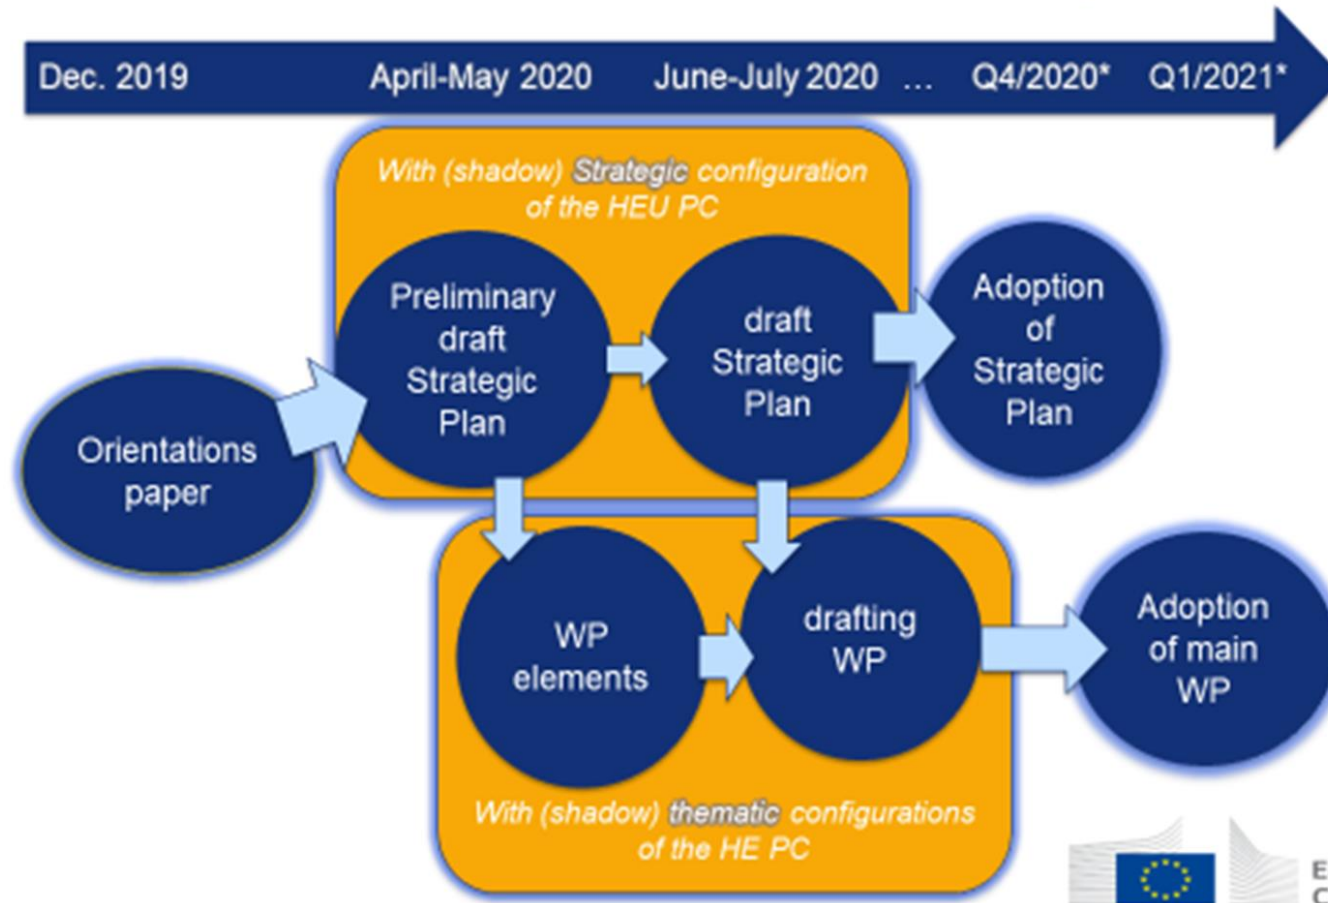 Dec. 2019 April-May 2020 June-July 2020 ... Q4/2020* Q1/2021*
With (shadow) Strategic configuration
of the HEU PC
Preliminary
draft
Strategic
Plan
draft
Strategic
Plan
Adoption
of
Strategic
Plan
Orientations
paper
WP
elements
drafting
WP
Adoption
of main
WP
With (shadow) thematic configurations
of the HE PC